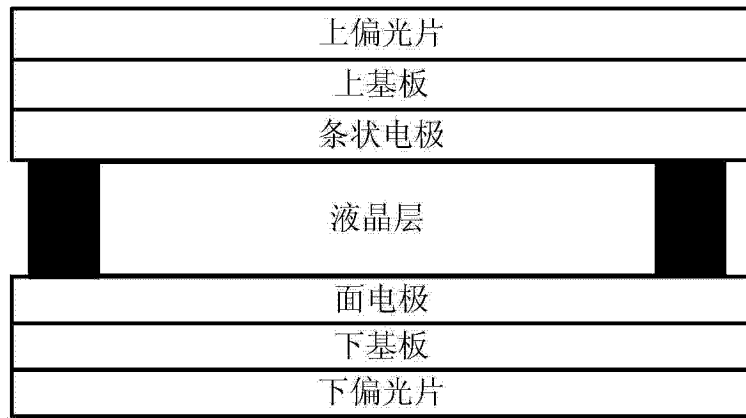 上偏光片
上基板
条状电极
液晶层
面电极
下基板
下偏光片